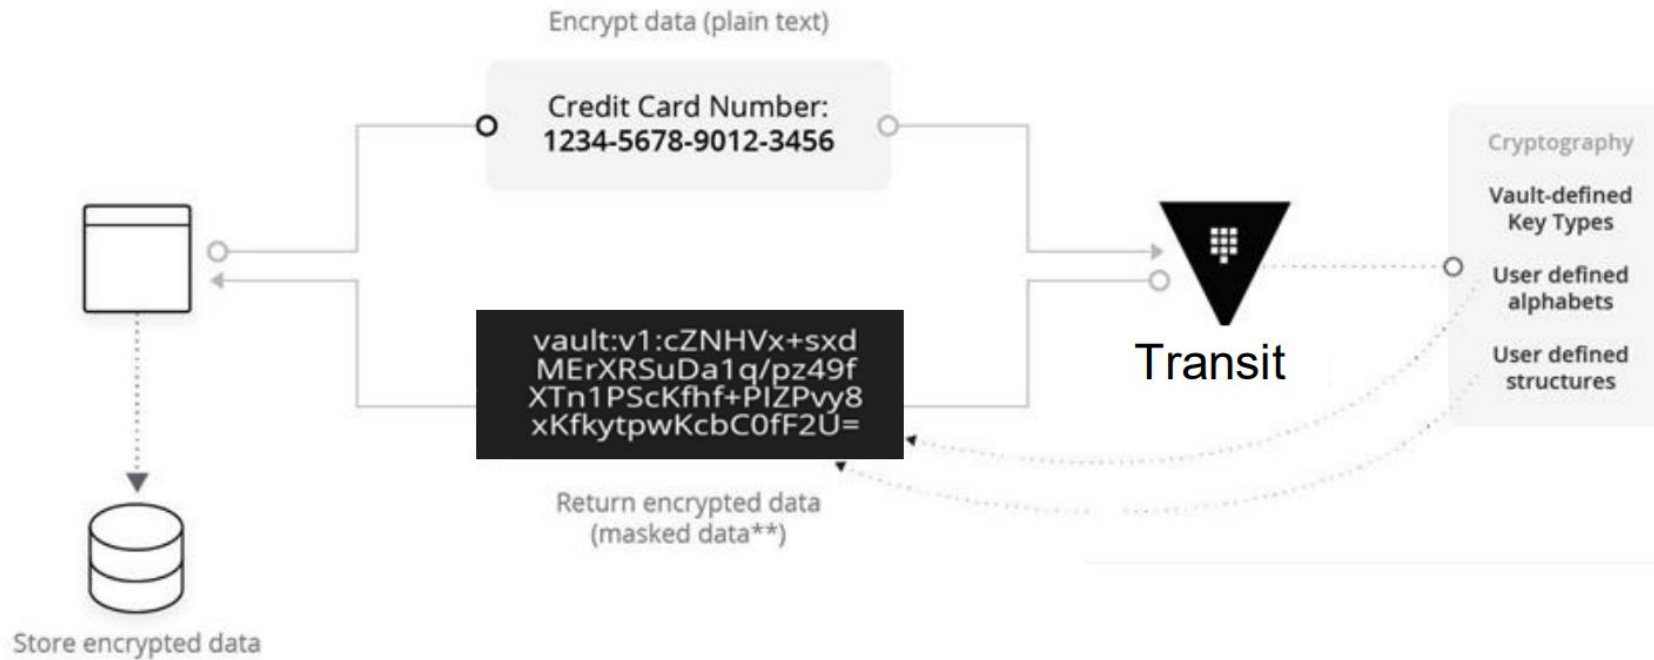 Encrypt data (plain text)
Credit Card Number:
1234-5678-9012-3456
Cryptography
Vault-defined
Key Types
User defined
alphabets
User defined
structures
Transit
vault:v1:cZNHVx+sxd
MErXRSuDa1q/pz49f
XTn1PScKfhf+PIZPvy8
xKfkytpwKcbC0fF2U=
Return encrypted data
(masked data**)
Store encrypted data